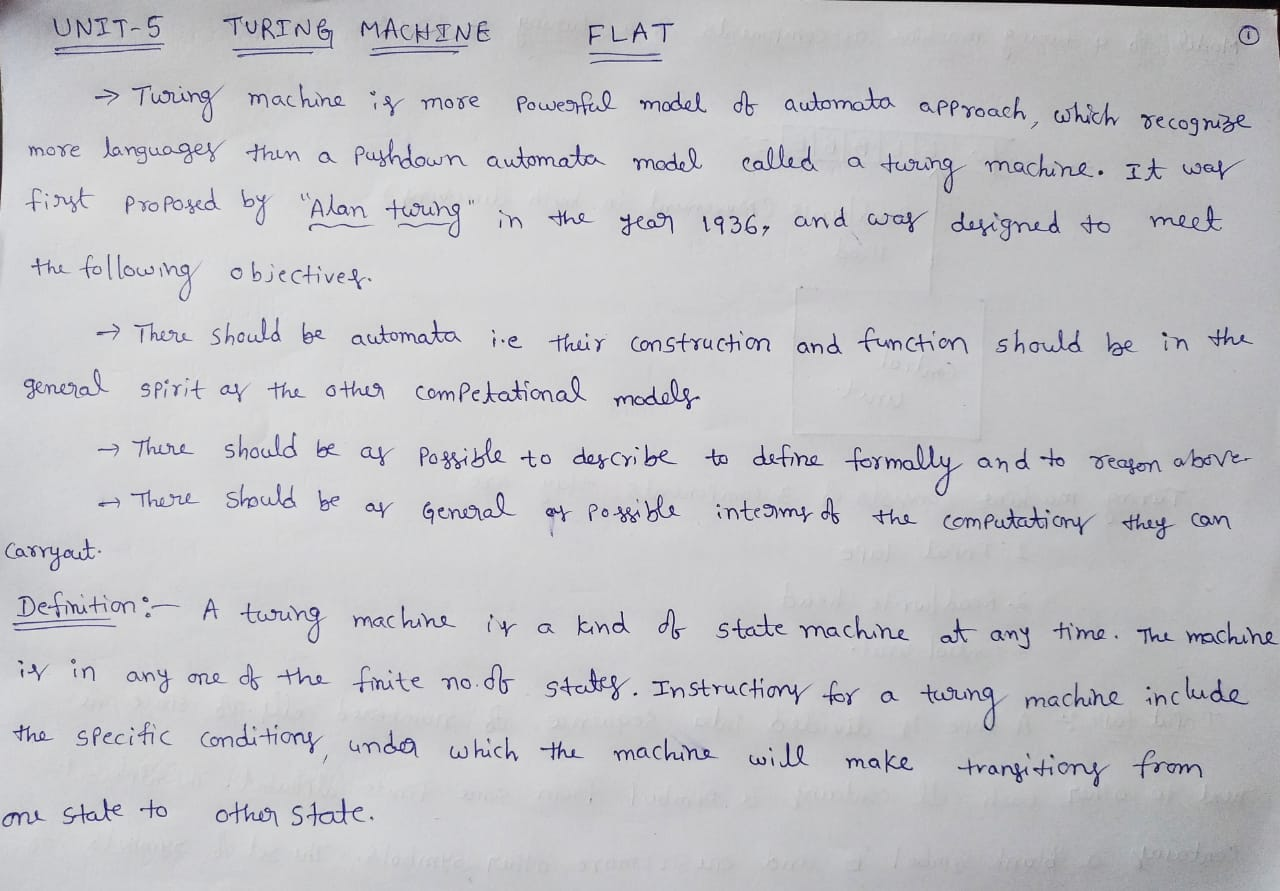 UNIT-5 TURING MACHINE FLAT ①
→ Turing machine is more powerful model of automata approach, which recognize
more languages then a pushdown automata model called a turing machine. It was
first proposed by "Alan turing" in the year 1936, and was designed to meet
the following objectives.
→ There should be automata i.e their construction and function should be in the
general spirit as the other competational models
→ There should be as possible to describe to define formally and to reason above.
→ There should be as General as possible interms of the computations they can
carryout.
Definition:- A turing machine is a kind of state machine at any time. The machine
is in any one of the finite no. of states. Instructions for a turing machine include
the specific conditions, under which the machine will make transitions from
one state to other state.